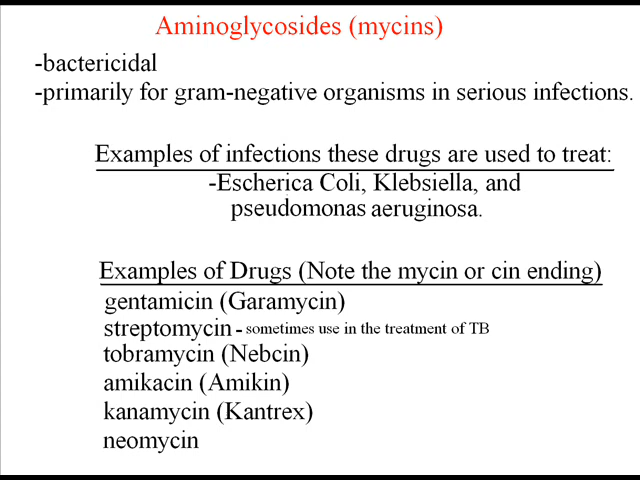 Aminoglycosides (mycins)
-bactericidal
-primarily for gram-negative organisms in serious infections.
Examples of infections these drugs are used to treat:
-Escherica Coli, Klebsiella, and
pseudomonas aeruginosa.
Examples of Drugs (Note the mycin or cin ending)
gentamicin (Garamycin)
streptomycin - sometimes use in the treatment of TB
tobramycin (Nebcin)
amikacin (Amikin)
kanamycin (Kantrex)
neomycin